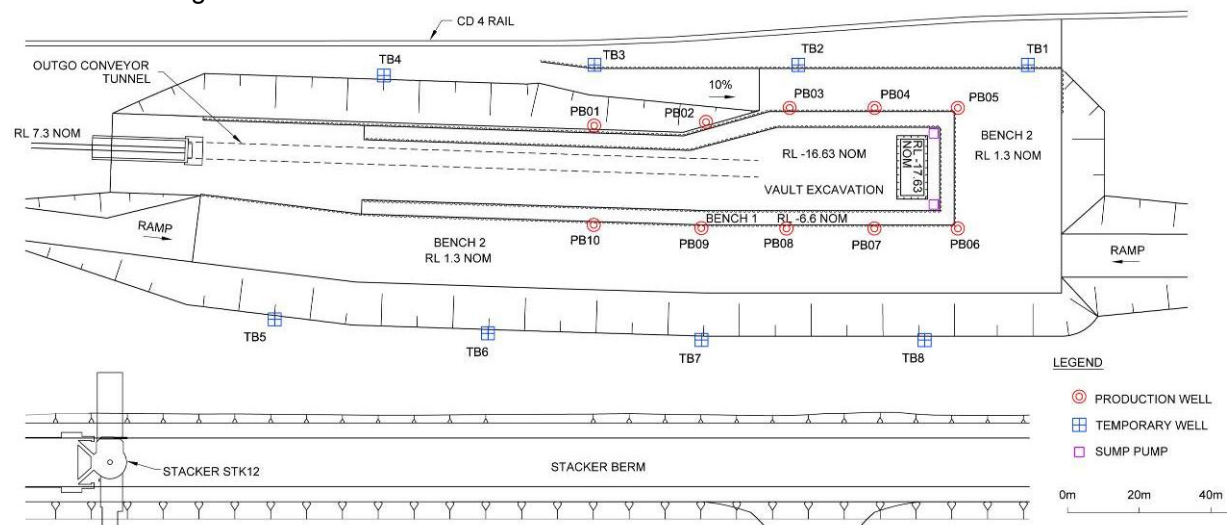 CD 4 RAIL
TB4
TB3
TB2
TB1
OUTGO CONVEYOR
TUNNEL
10%
PB01
PB02
PB03
PB04
PB05
RL 7.3 NOM
BENCH 2
RL 1.3 NOM
RL -16.63 NOM
RL -17.63
NOM
VAULT EXCAVATION
BENCH 1 RL -6.6 NOM
RAMP
PB10
PB09
PB08
PB07
PB06
BENCH 2
RL 1.3 NOM
RAMP
TB5
TB6
TB7
TB8
LEGEND
PRODUCTION WELL
TEMPORARY WELL
SUMP PUMP
STACKER STK12
STACKER BERM
0m 20m 40m